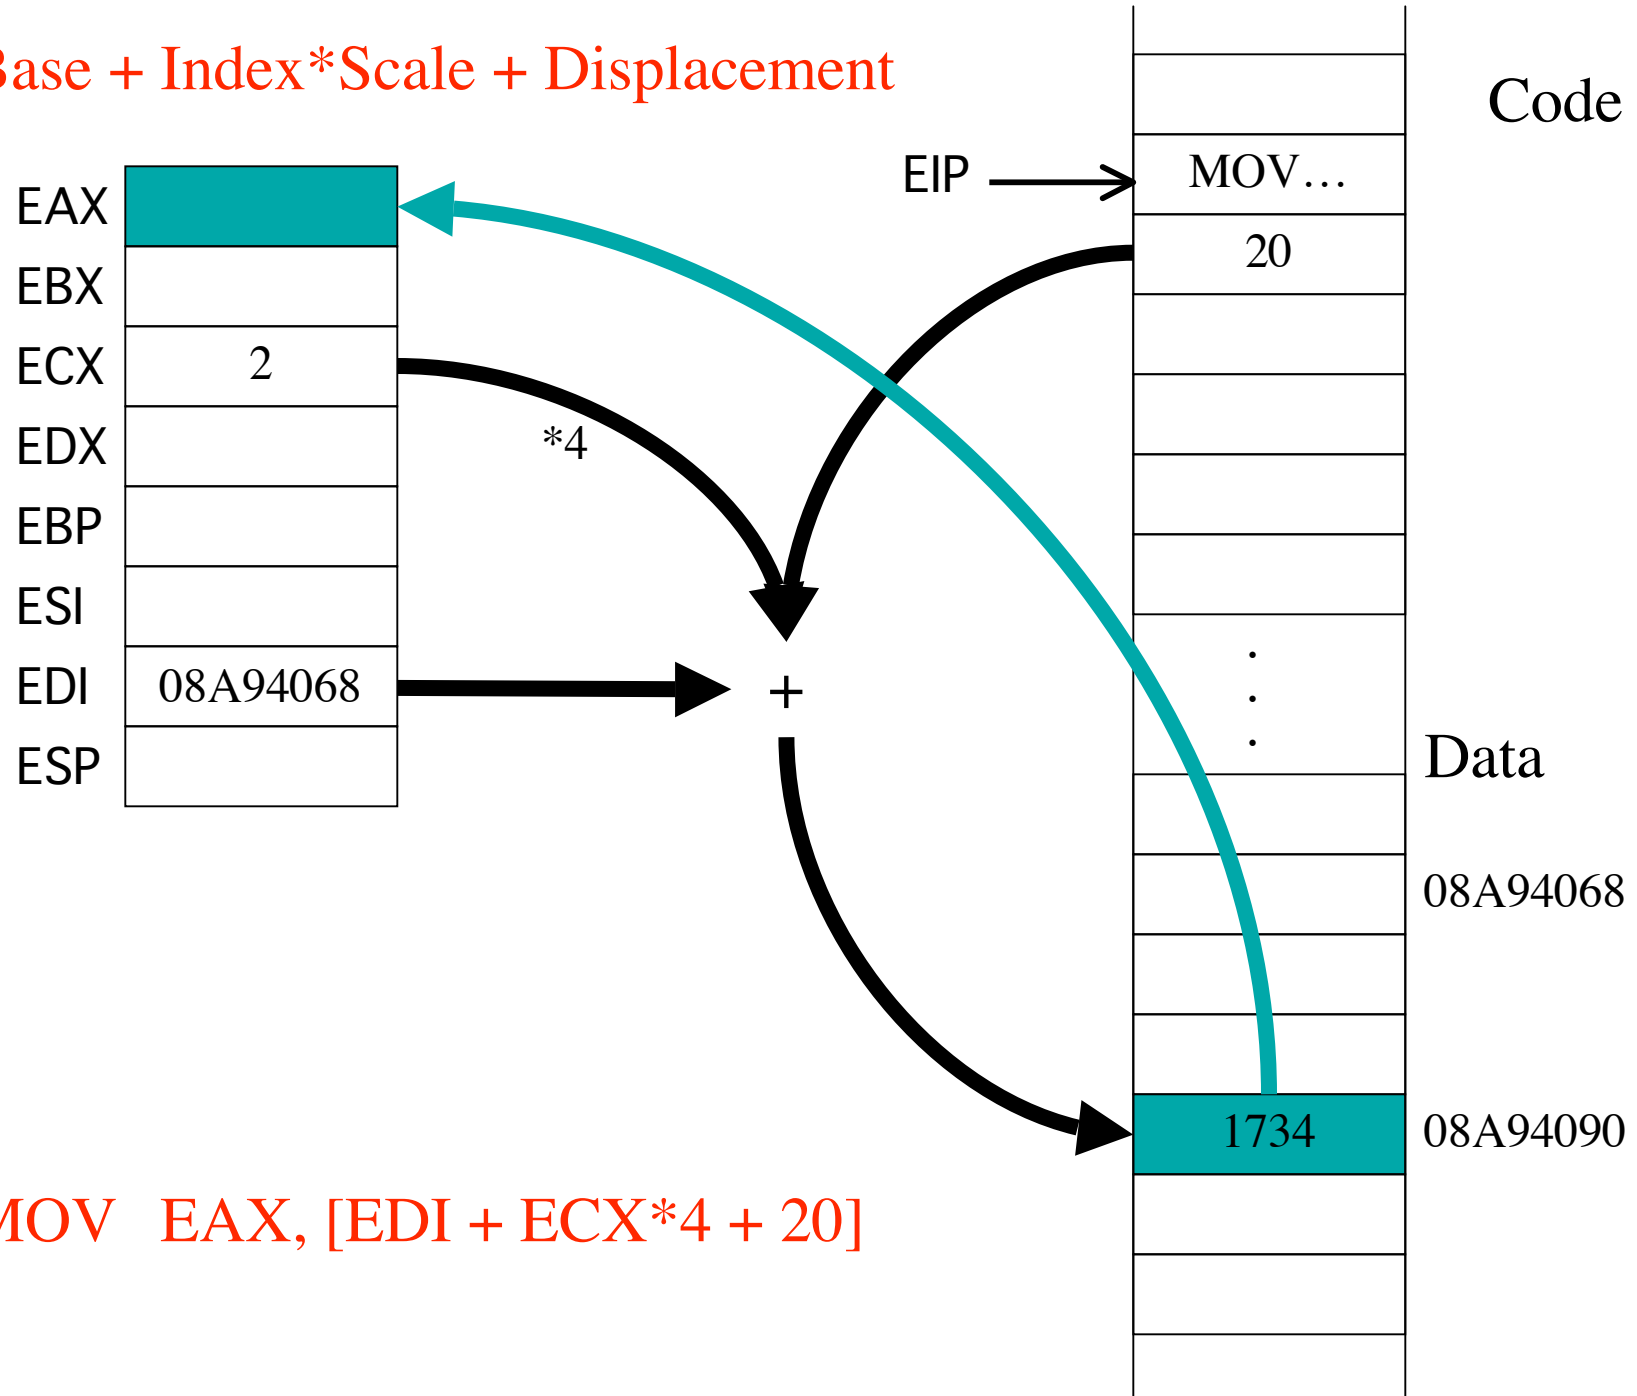 Base + Index*Scale + Displacement
Code
EIP
MOV…
20
EAX
EBX
ECX
2
*4
EDX
EBP
ESI
EDI
08A94068
+
ESP
.
.
.
Data
08A94068
1734
08A94090
MOV EAX, [EDI + ECX*4 + 20]